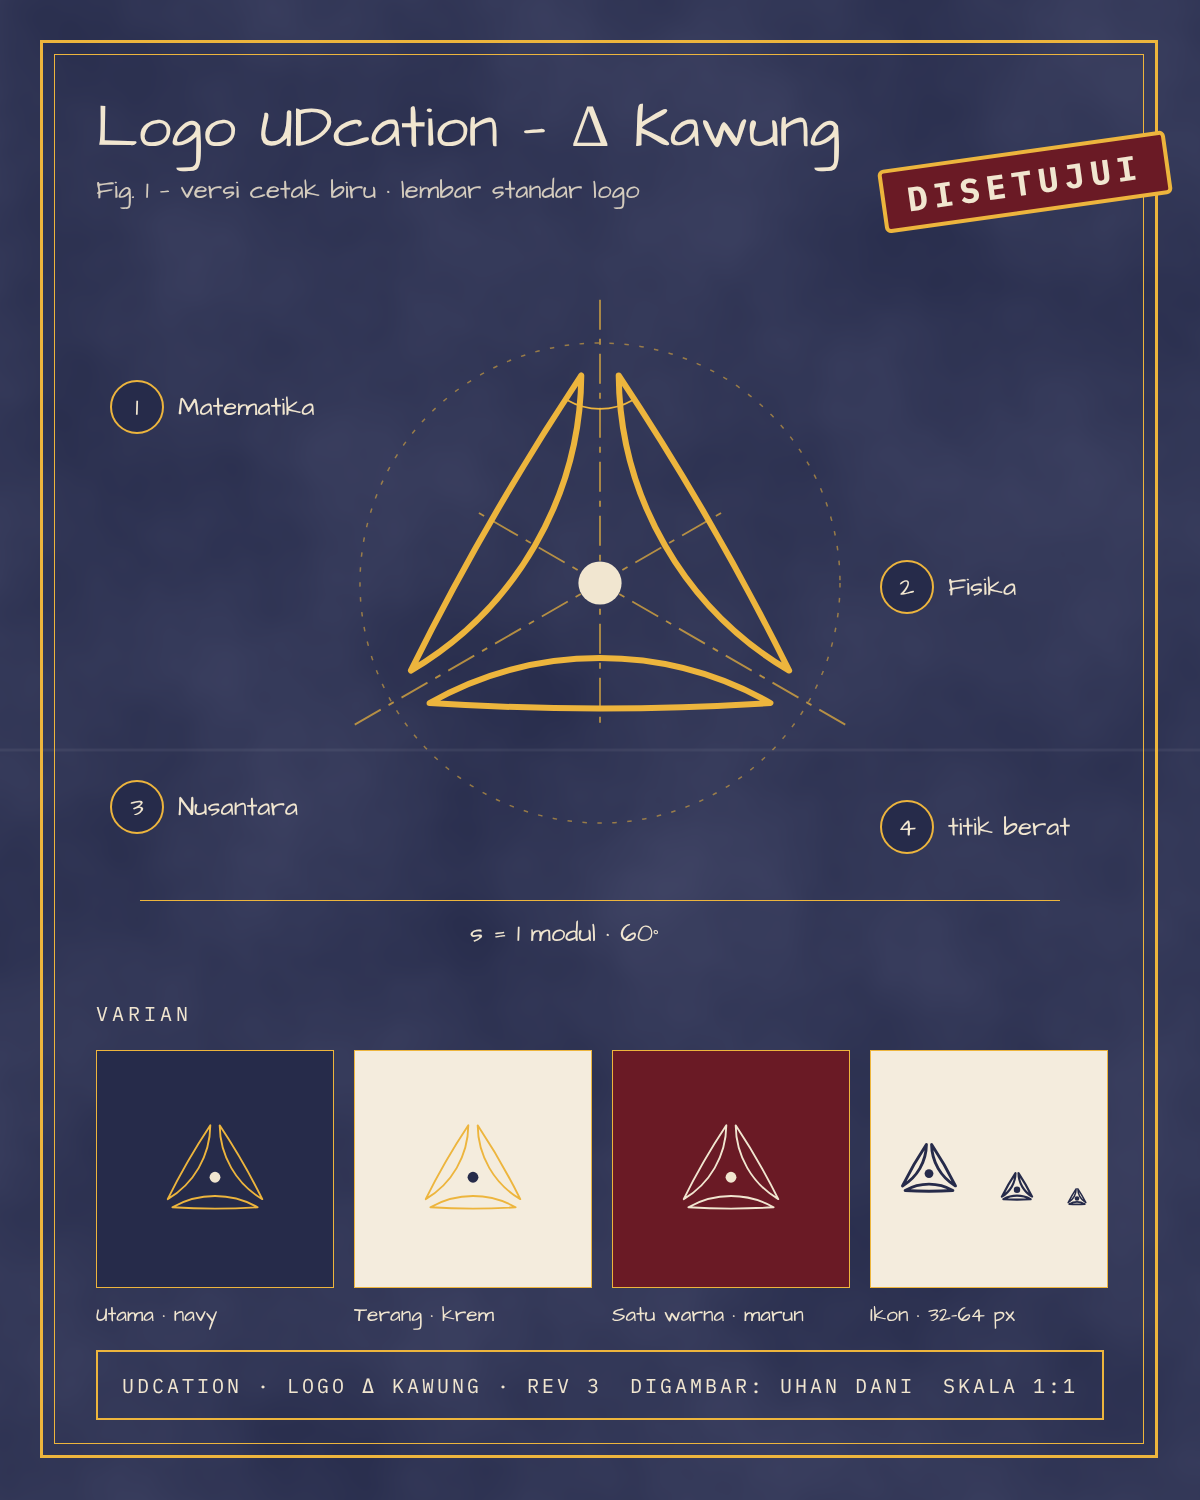 Logo UDcation - Δ Kawung
Fig. 1 - versi cetak biru · lembar standar logo
DISETUJUI
1 Matematika
2 Fisika
3 Nusantara
4 titik berat
s = 1 modul · 60°
VARIAN
Utama · navy
Terang · krem
Satu warna · marun
Ikon · 32-64 px
UDCATION · LOGO Δ KAWUNG · REV 3 DIGAMBAR: UHAN DANI SKALA 1:1